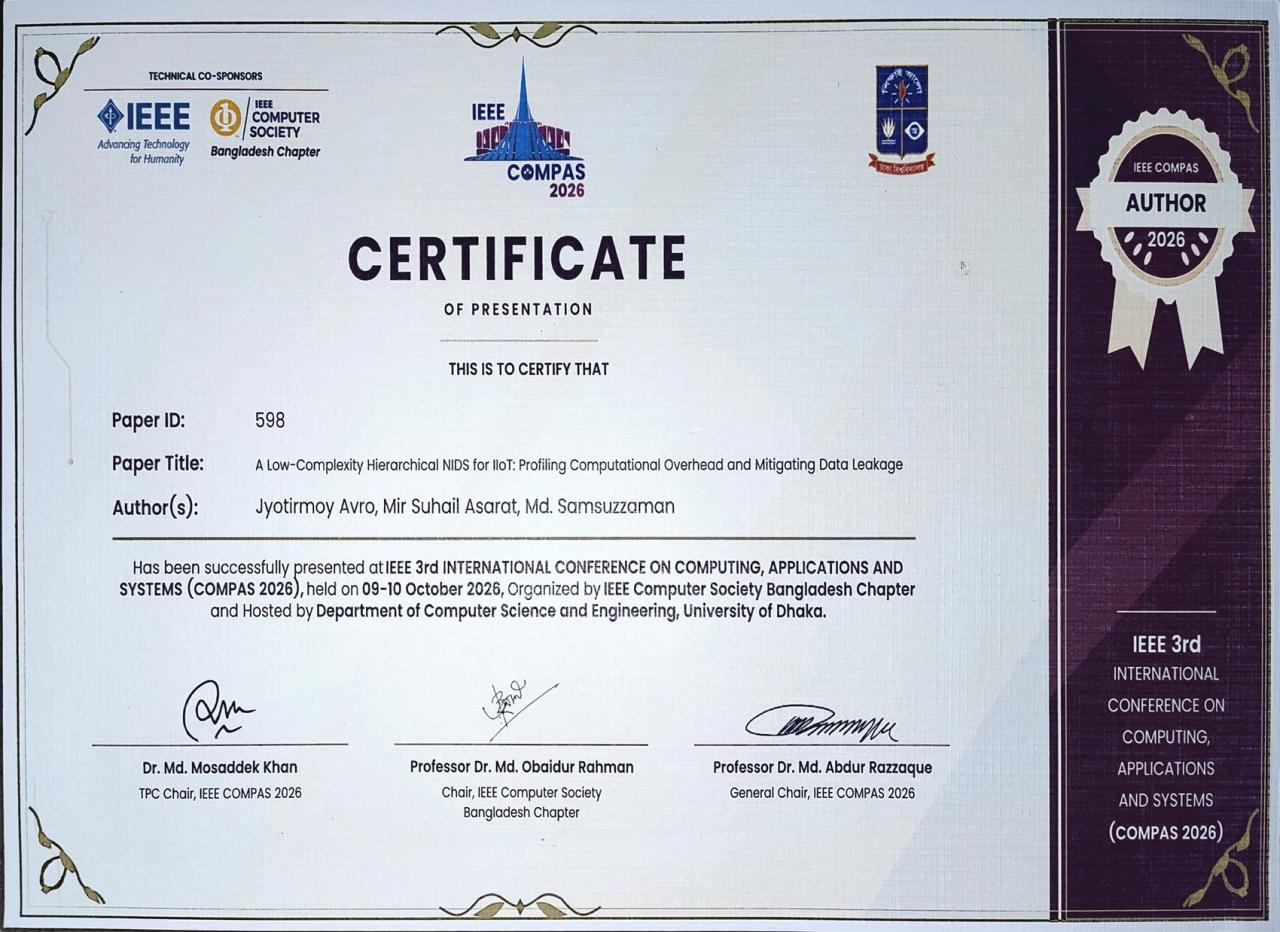 TECHNICAL CO-SPONSORS
IEEE
Advancing Technology
for Humanity
IEEE
COMPUTER
SOCIETY
Bangladesh Chapter
IEEE
COMPAS
2026
শিক্ষাই আলো
ঢাকা বিশ্ববিদ্যালয়
CERTIFICATE
OF PRESENTATION
THIS IS TO CERTIFY THAT
Paper ID: 598
Paper Title: A Low-Complexity Hierarchical NIDS for IIoT: Profiling Computational Overhead and Mitigating Data Leakage
Author(s): Jyotirmoy Avro, Mir Suhail Asarat, Md. Samsuzzaman
Has been successfully presented at IEEE 3rd INTERNATIONAL CONFERENCE ON COMPUTING, APPLICATIONS AND
SYSTEMS (COMPAS 2026), held on 09-10 October 2026, Organized by IEEE Computer Society Bangladesh Chapter
and Hosted by Department of Computer Science and Engineering, University of Dhaka.
Dr. Md. Mosaddek Khan
TPC Chair, IEEE COMPAS 2026
Professor Dr. Md. Obaidur Rahman
Chair, IEEE Computer Society
Bangladesh Chapter
Professor Dr. Md. Abdur Razzaque
General Chair, IEEE COMPAS 2026
IEEE COMPAS
AUTHOR
2026
IEEE 3rd
INTERNATIONAL
CONFERENCE ON
COMPUTING,
APPLICATIONS
AND SYSTEMS
(COMPAS 2026)